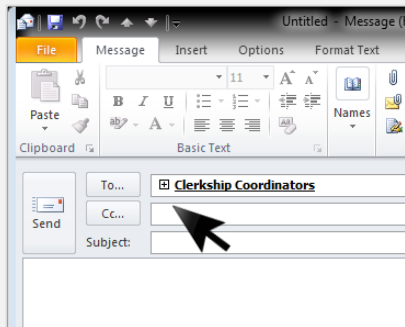 Untitled - Message (
File Message Insert Options Format Text
11 A A
Paste
B I U
ab A
Names
Clipboard Basic Text
To... Clerkship Coordinators
Cc...
Send
Subject: